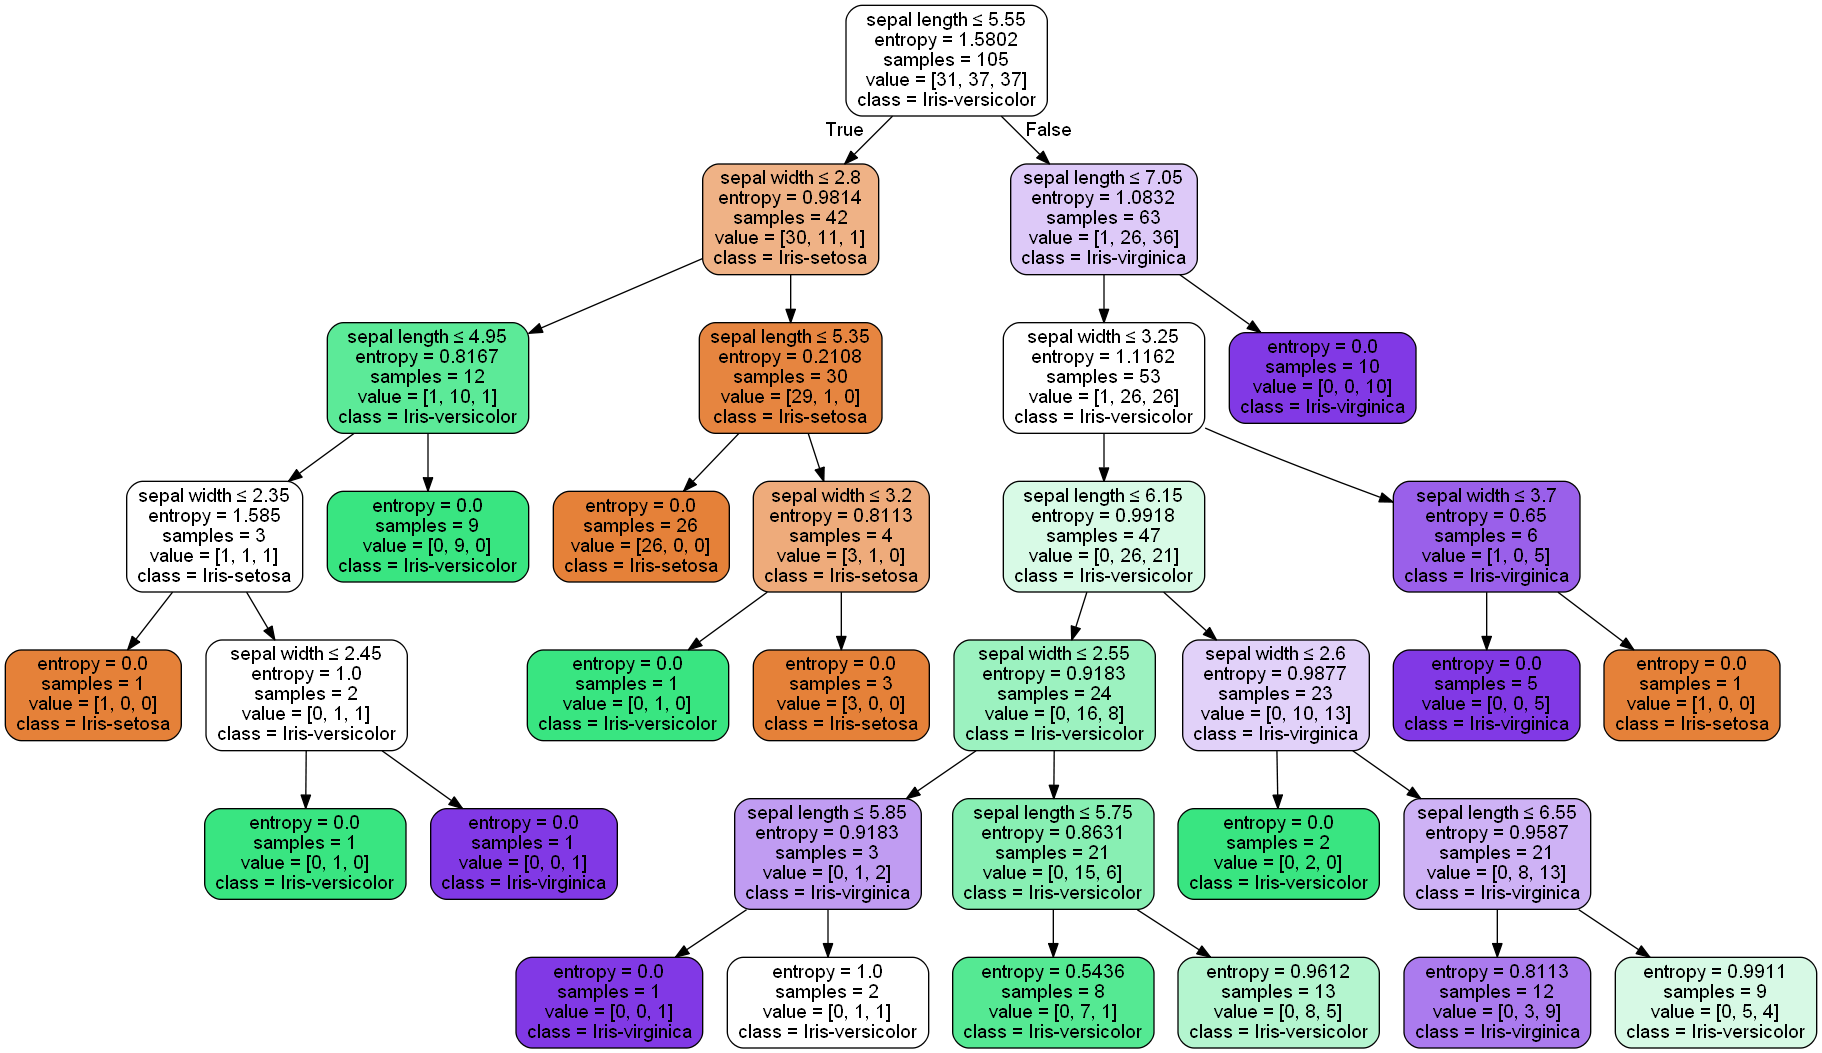 sepal length ≤ 5.55
entropy = 1.5802
samples = 105
value = [31, 37, 37]
class = Iris-versicolor
True
False
sepal width ≤ 2.8
entropy = 0.9814
samples = 42
value = [30, 11, 1]
class = Iris-setosa
sepal length ≤ 7.05
entropy = 1.0832
samples = 63
value = [1, 26, 36]
class = Iris-virginica
sepal length ≤ 4.95
entropy = 0.8167
samples = 12
value = [1, 10, 1]
class = Iris-versicolor
sepal length ≤ 5.35
entropy = 0.2108
samples = 30
value = [29, 1, 0]
class = Iris-setosa
sepal width ≤ 3.25
entropy = 1.1162
samples = 53
value = [1, 26, 26]
class = Iris-versicolor
entropy = 0.0
samples = 10
value = [0, 0, 10]
class = Iris-virginica
sepal width ≤ 2.35
entropy = 1.585
samples = 3
value = [1, 1, 1]
class = Iris-setosa
entropy = 0.0
samples = 9
value = [0, 9, 0]
class = Iris-versicolor
entropy = 0.0
samples = 26
value = [26, 0, 0]
class = Iris-setosa
sepal width ≤ 3.2
entropy = 0.8113
samples = 4
value = [3, 1, 0]
class = Iris-setosa
sepal length ≤ 6.15
entropy = 0.9918
samples = 47
value = [0, 26, 21]
class = Iris-versicolor
sepal width ≤ 3.7
entropy = 0.65
samples = 6
value = [1, 0, 5]
class = Iris-virginica
entropy = 0.0
samples = 1
value = [1, 0, 0]
class = Iris-setosa
sepal width ≤ 2.45
entropy = 1.0
samples = 2
value = [0, 1, 1]
class = Iris-versicolor
entropy = 0.0
samples = 1
value = [0, 1, 0]
class = Iris-versicolor
entropy = 0.0
samples = 3
value = [3, 0, 0]
class = Iris-setosa
sepal width ≤ 2.55
entropy = 0.9183
samples = 24
value = [0, 16, 8]
class = Iris-versicolor
sepal width ≤ 2.6
entropy = 0.9877
samples = 23
value = [0, 10, 13]
class = Iris-virginica
entropy = 0.0
samples = 5
value = [0, 0, 5]
class = Iris-virginica
entropy = 0.0
samples = 1
value = [1, 0, 0]
class = Iris-setosa
entropy = 0.0
samples = 1
value = [0, 1, 0]
class = Iris-versicolor
entropy = 0.0
samples = 1
value = [0, 0, 1]
class = Iris-virginica
sepal length ≤ 5.85
entropy = 0.9183
samples = 3
value = [0, 1, 2]
class = Iris-virginica
sepal length ≤ 5.75
entropy = 0.8631
samples = 21
value = [0, 15, 6]
class = Iris-versicolor
entropy = 0.0
samples = 2
value = [0, 2, 0]
class = Iris-versicolor
sepal length ≤ 6.55
entropy = 0.9587
samples = 21
value = [0, 8, 13]
class = Iris-virginica
entropy = 0.0
samples = 1
value = [0, 0, 1]
class = Iris-virginica
entropy = 1.0
samples = 2
value = [0, 1, 1]
class = Iris-versicolor
entropy = 0.5436
samples = 8
value = [0, 7, 1]
class = Iris-versicolor
entropy = 0.9612
samples = 13
value = [0, 8, 5]
class = Iris-versicolor
entropy = 0.8113
samples = 12
value = [0, 3, 9]
class = Iris-virginica
entropy = 0.9911
samples = 9
value = [0, 5, 4]
class = Iris-versicolor